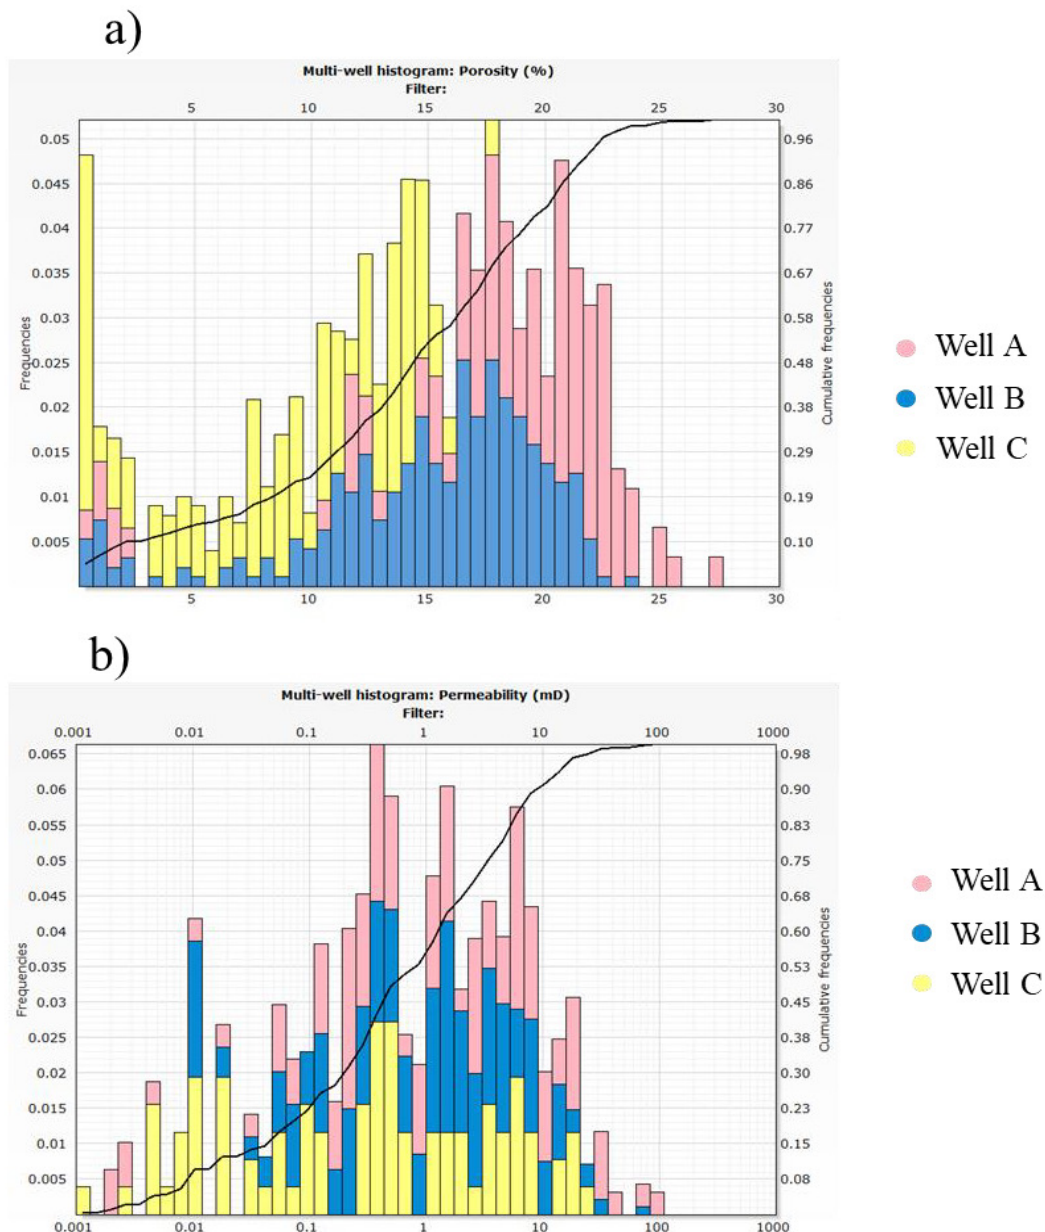 a)
Multi-well histogram: Porosity (%)
Filter:
5 10 15 20 25 30
0.05 0.96
0.045 0.86
0.04 0.77
0.035 0.67
0.03 0.58
0.025 0.48
0.02 0.38
0.015 0.29
0.01 0.19
0.005 0.10
Frequencies
Cumulative frequencies
5 10 15 20 25 30
Well A
Well B
Well C
b)
Multi-well histogram: Permeability (mD)
Filter:
0.001 0.01 0.1 1 10 100 1000
0.065 0.98
0.06 0.90
0.055 0.83
0.05 0.75
0.045 0.68
0.04 0.60
0.035 0.53
0.03 0.45
0.025 0.38
0.02 0.30
0.015 0.23
0.01 0.15
0.005 0.08
Frequencies
Cumulative frequencies
0.001 0.01 0.1 1 10 100 1000
Well A
Well B
Well C